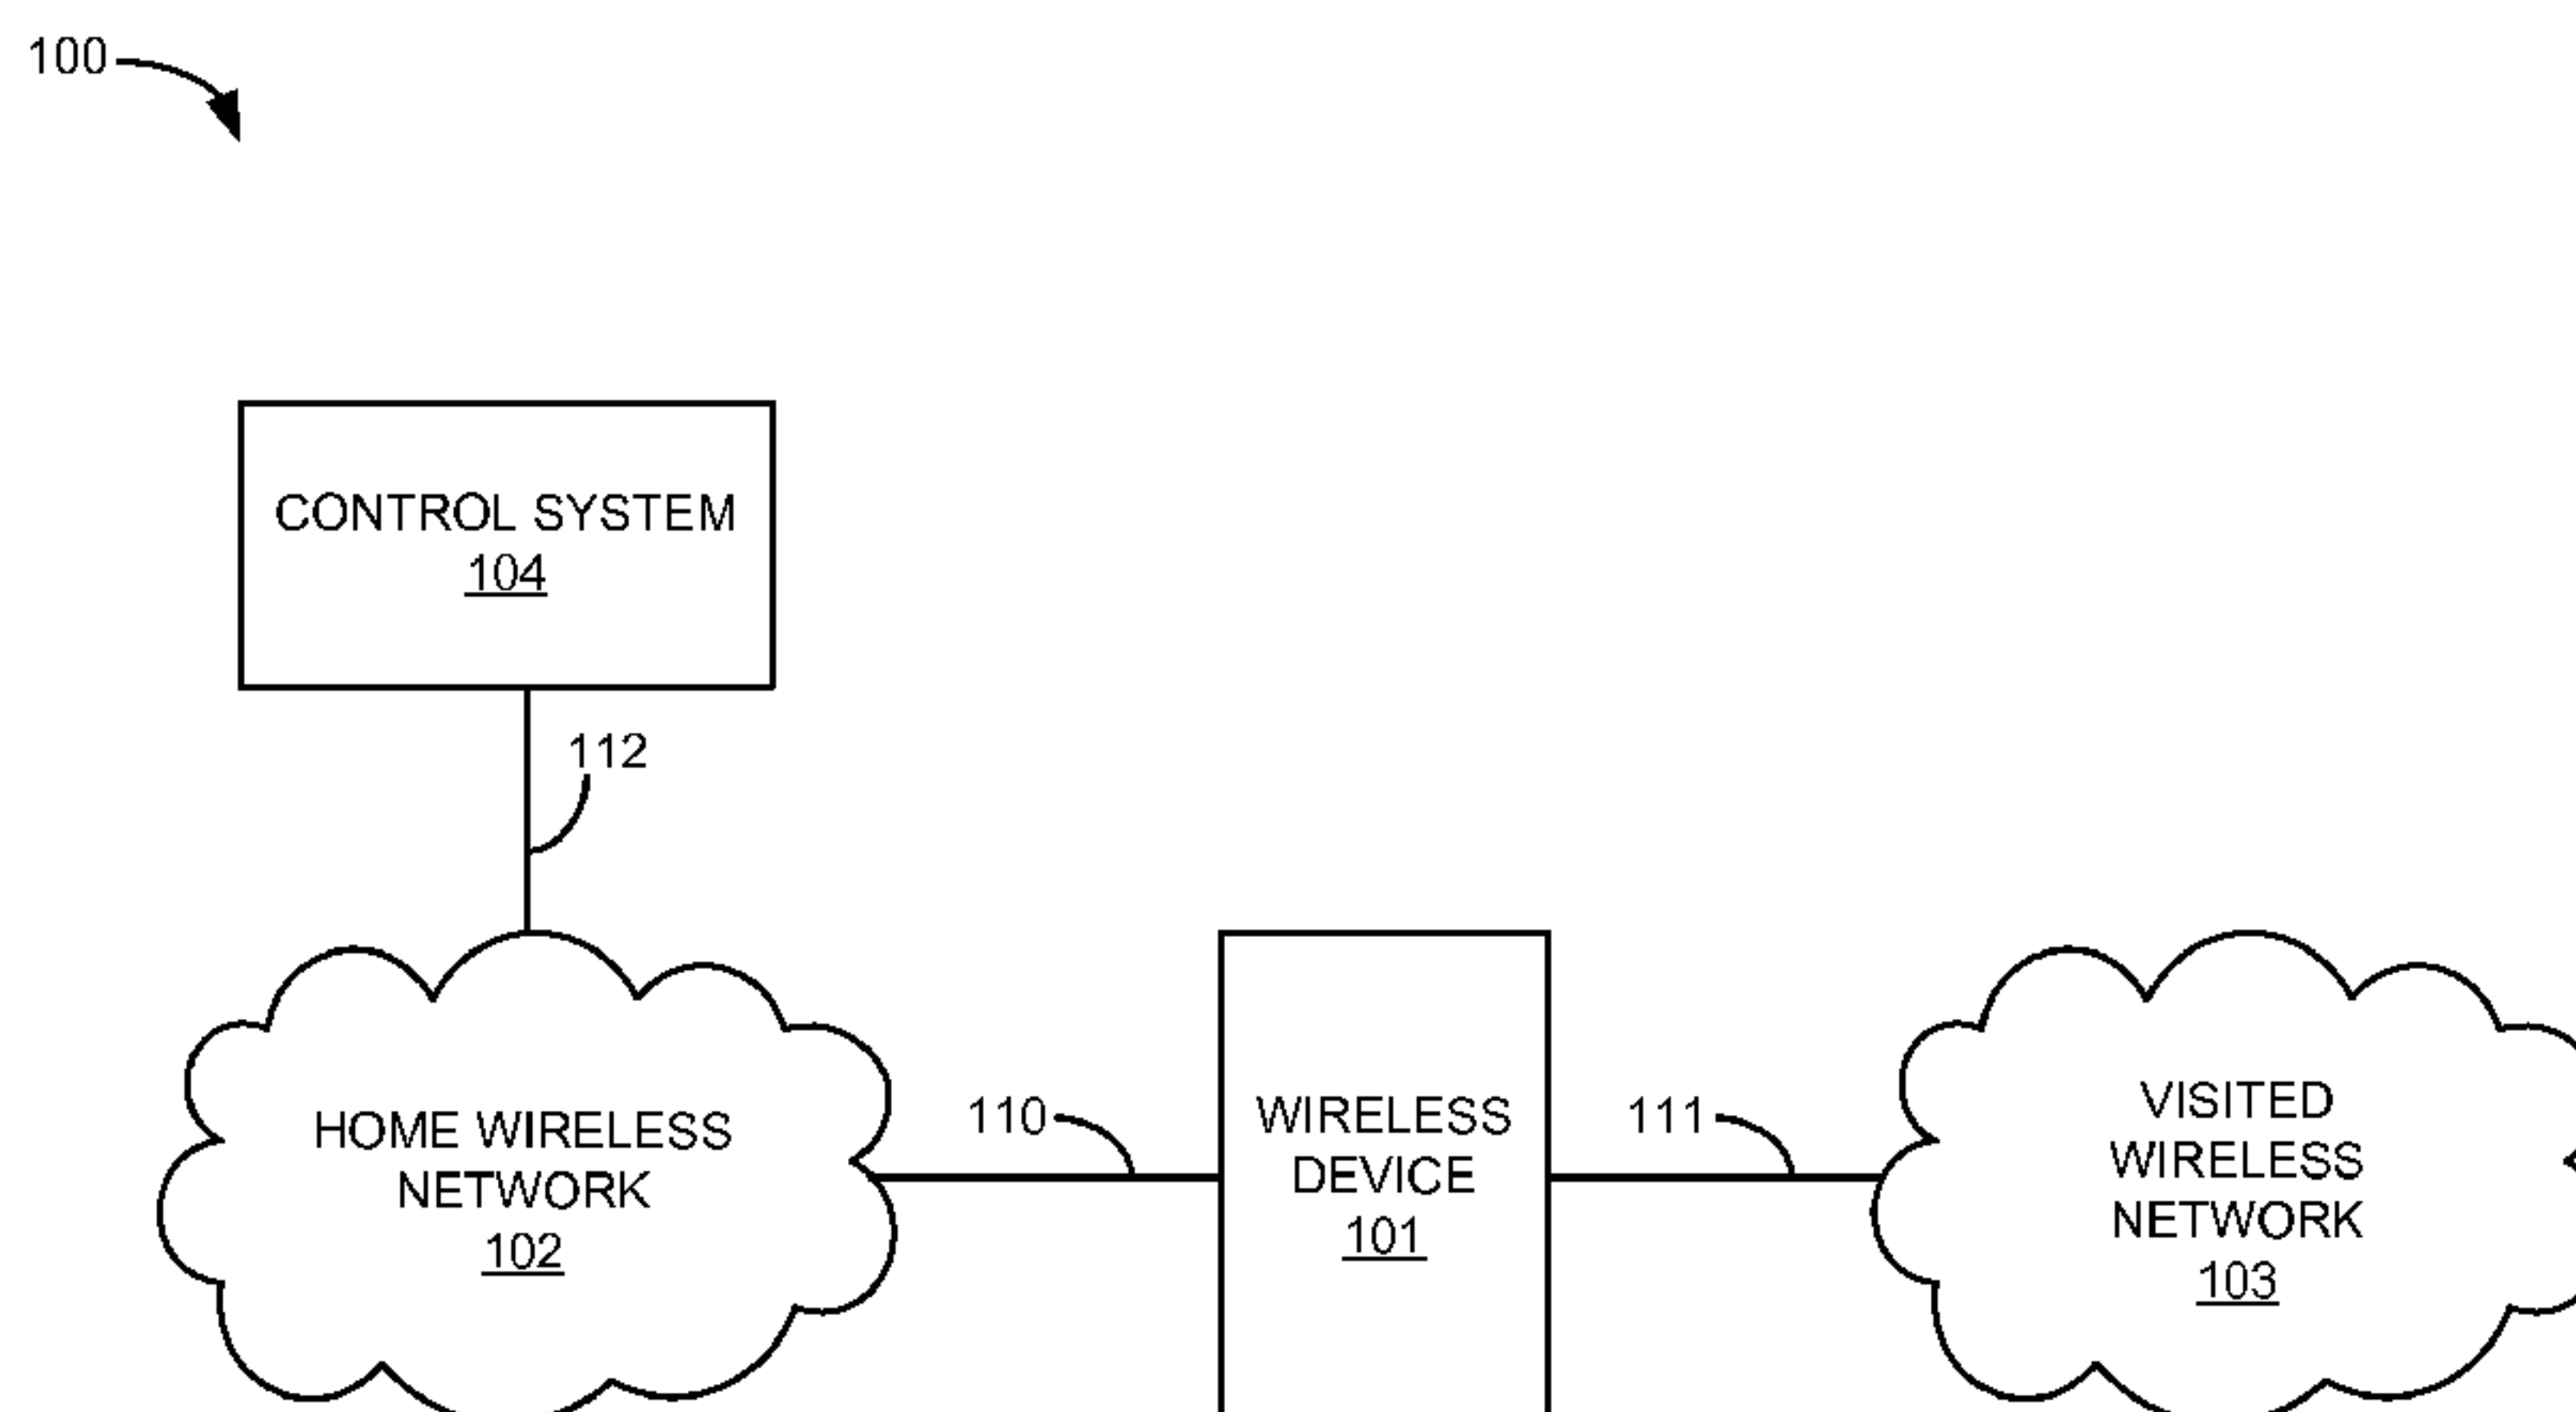 100
CONTROL SYSTEM
104
112
HOME WIRELESS
NETWORK
102
110
WIRELESS
DEVICE
101
111
VISITED
WIRELESS
NETWORK
103